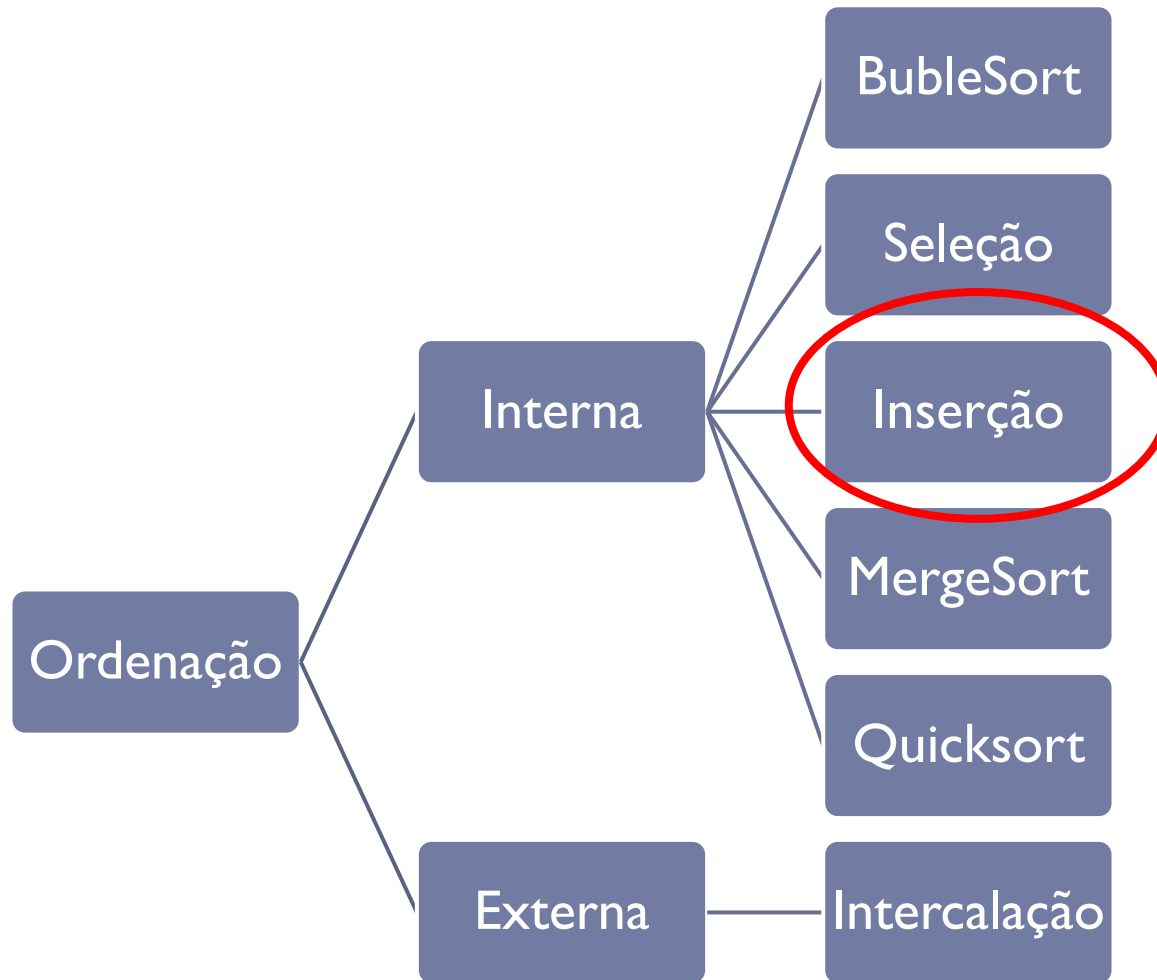 BubleSort
Seleção
Interna
Inserção
MergeSort
Ordenação
Quicksort
Externa
Intercalação